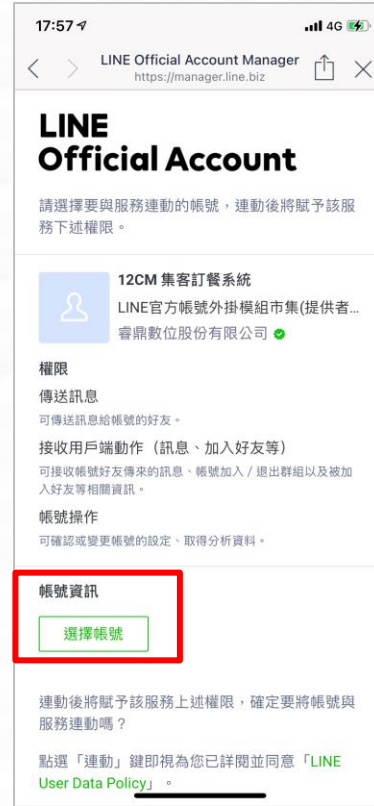 17:57
4G
LINE Official Account Manager
https://manager.line.biz
LINE
Official Account
請選擇要與服務連動的帳號,連動後將賦予該服
務下述權限。
12CM 集客訂餐系統
LINE官方帳號外掛模組市集(提供者...
睿鼎數位股份有限公司
權限
傳送訊息
可傳送訊息給帳號的好友。
接收用戶端動作(訊息、加入好友等)
可接收帳號好友傳來的訊息、帳號加入 / 退出群組以及被加
入好友等相關資訊。
帳號操作
可確認或變更帳號的設定、取得分析資料。
帳號資訊
選擇帳號
連動後將賦予該服務上述權限,確定要將帳號與
服務連動嗎?
點選「連動」鍵即視為您已詳閱並同意「LINE
User Data Policy」。